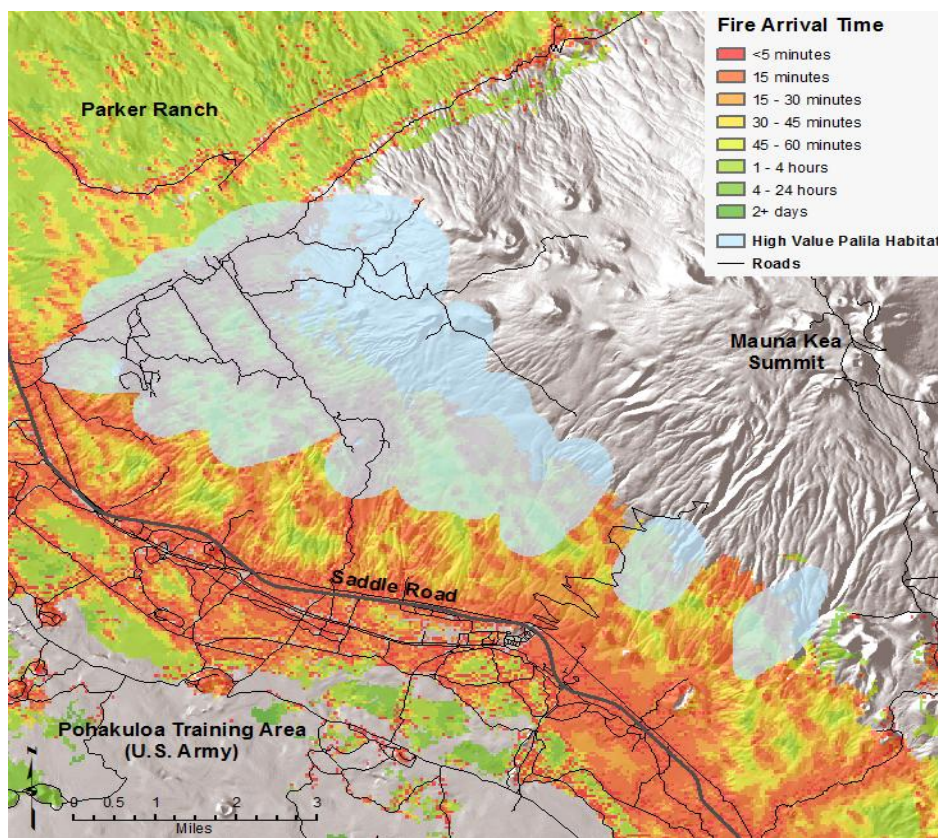 Fire Arrival Time
<5 minutes
15 minutes
15 - 30 minutes
30 - 45 minutes
45 - 60 minutes
1 - 4 hours
4 - 24 hours
2+ days
High Value Palila Habitat
Roads
Parker Ranch
Mauna Kea
Summit
Saddle Road
Pohakuloa Training Area
(U.S. Army)
0 0.5 1 2 3
Miles